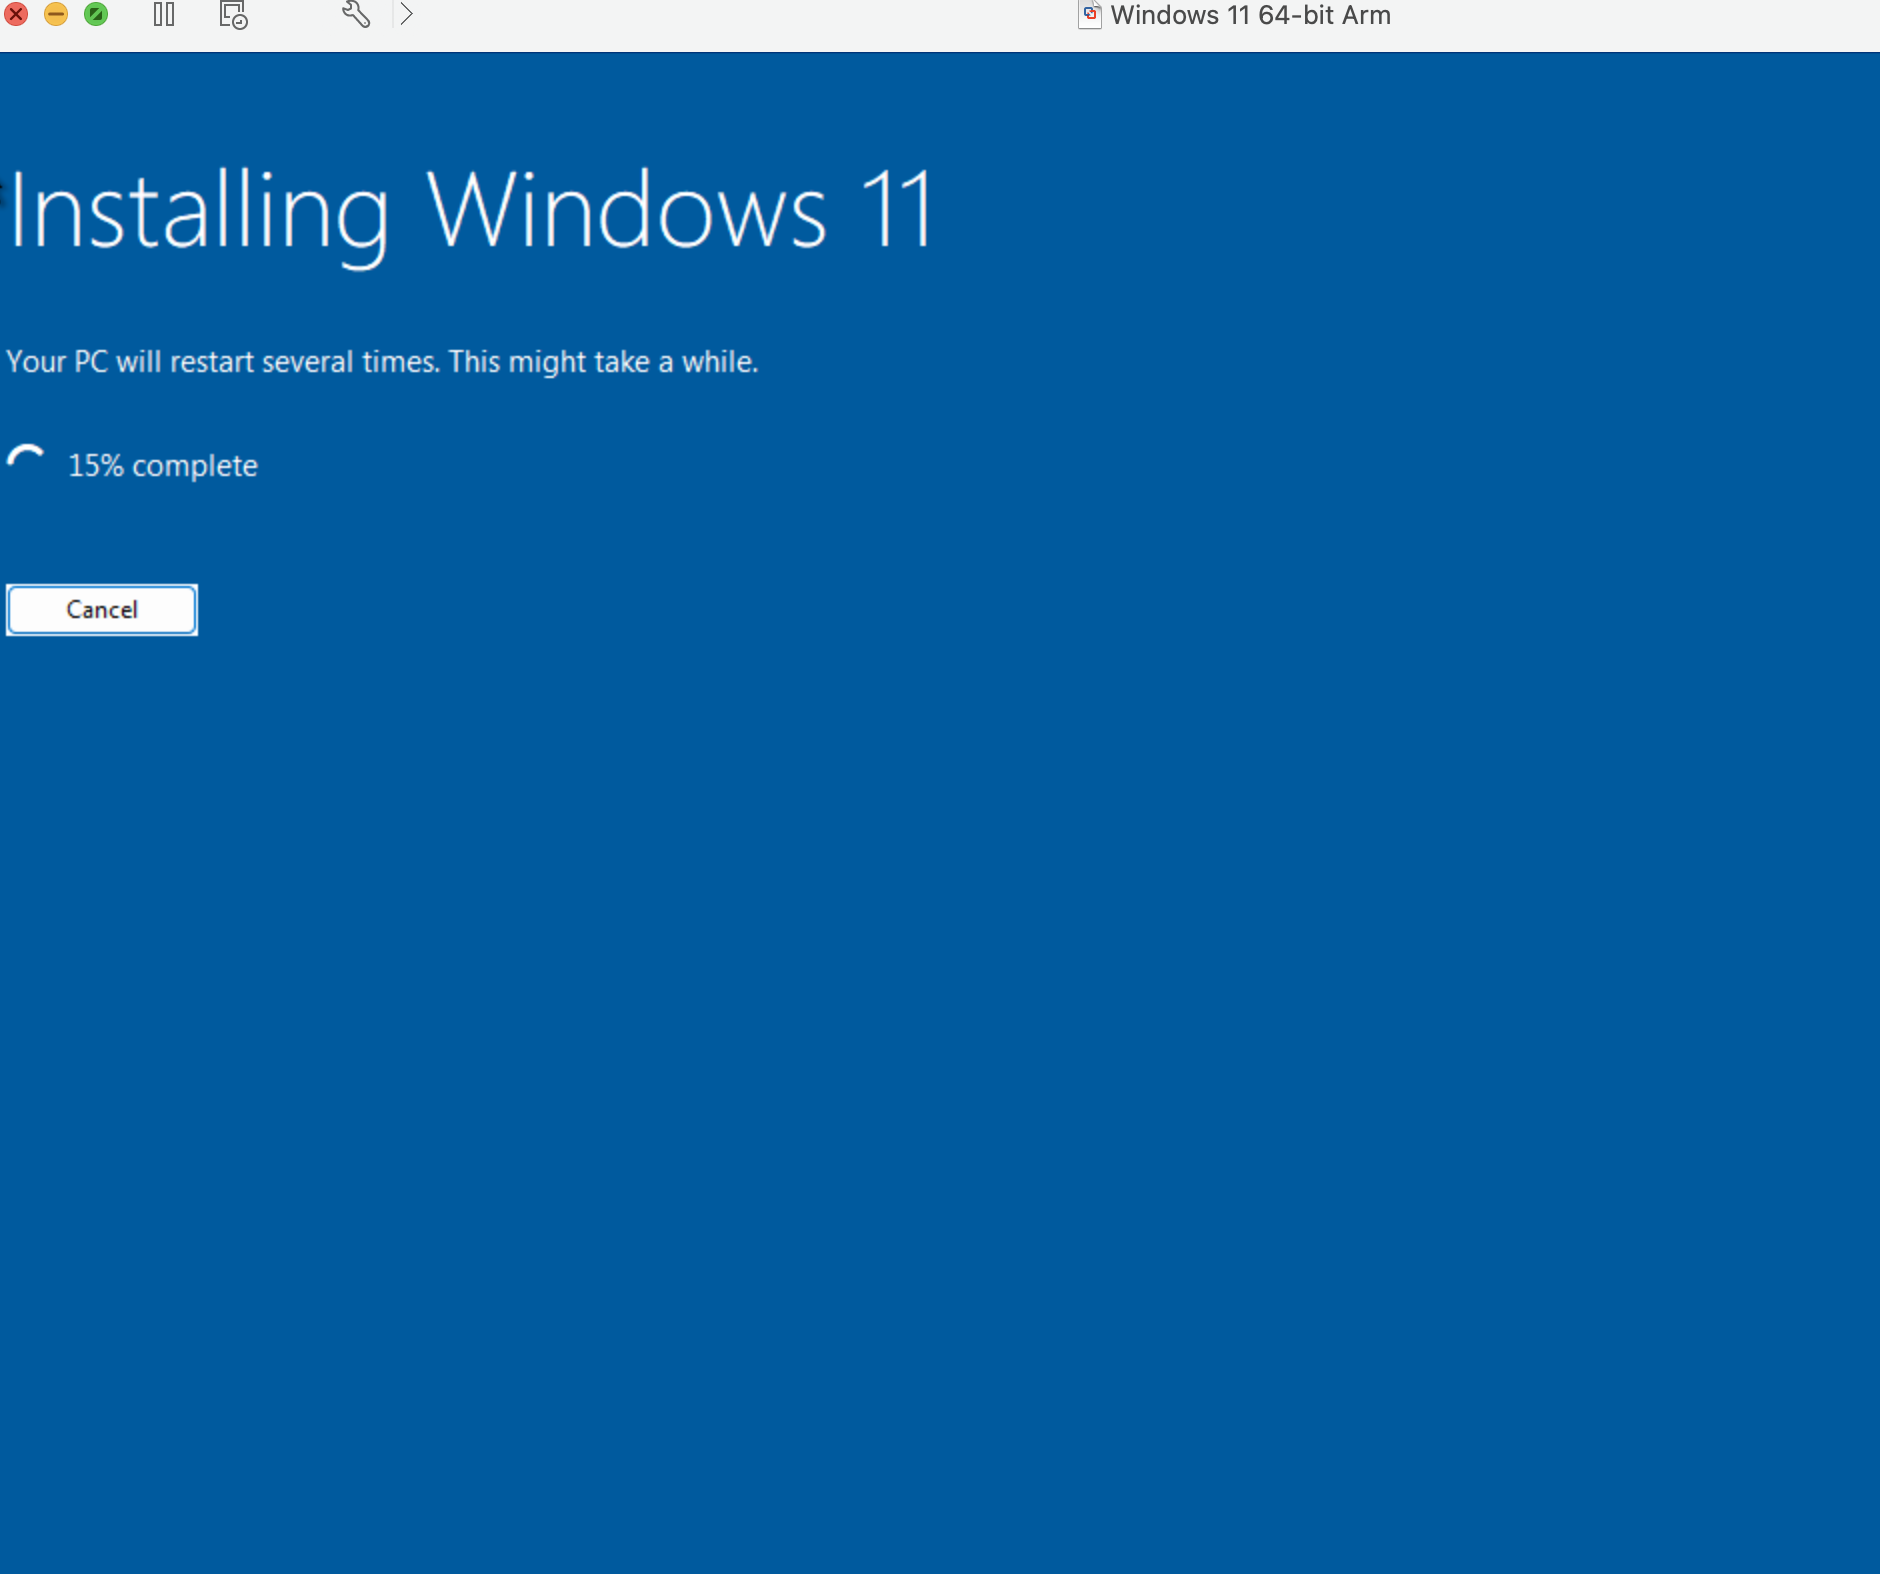 Windows 11 64-bit Arm
Installing Windows 11
Your PC will restart several times. This might take a while.
15% complete
Cancel